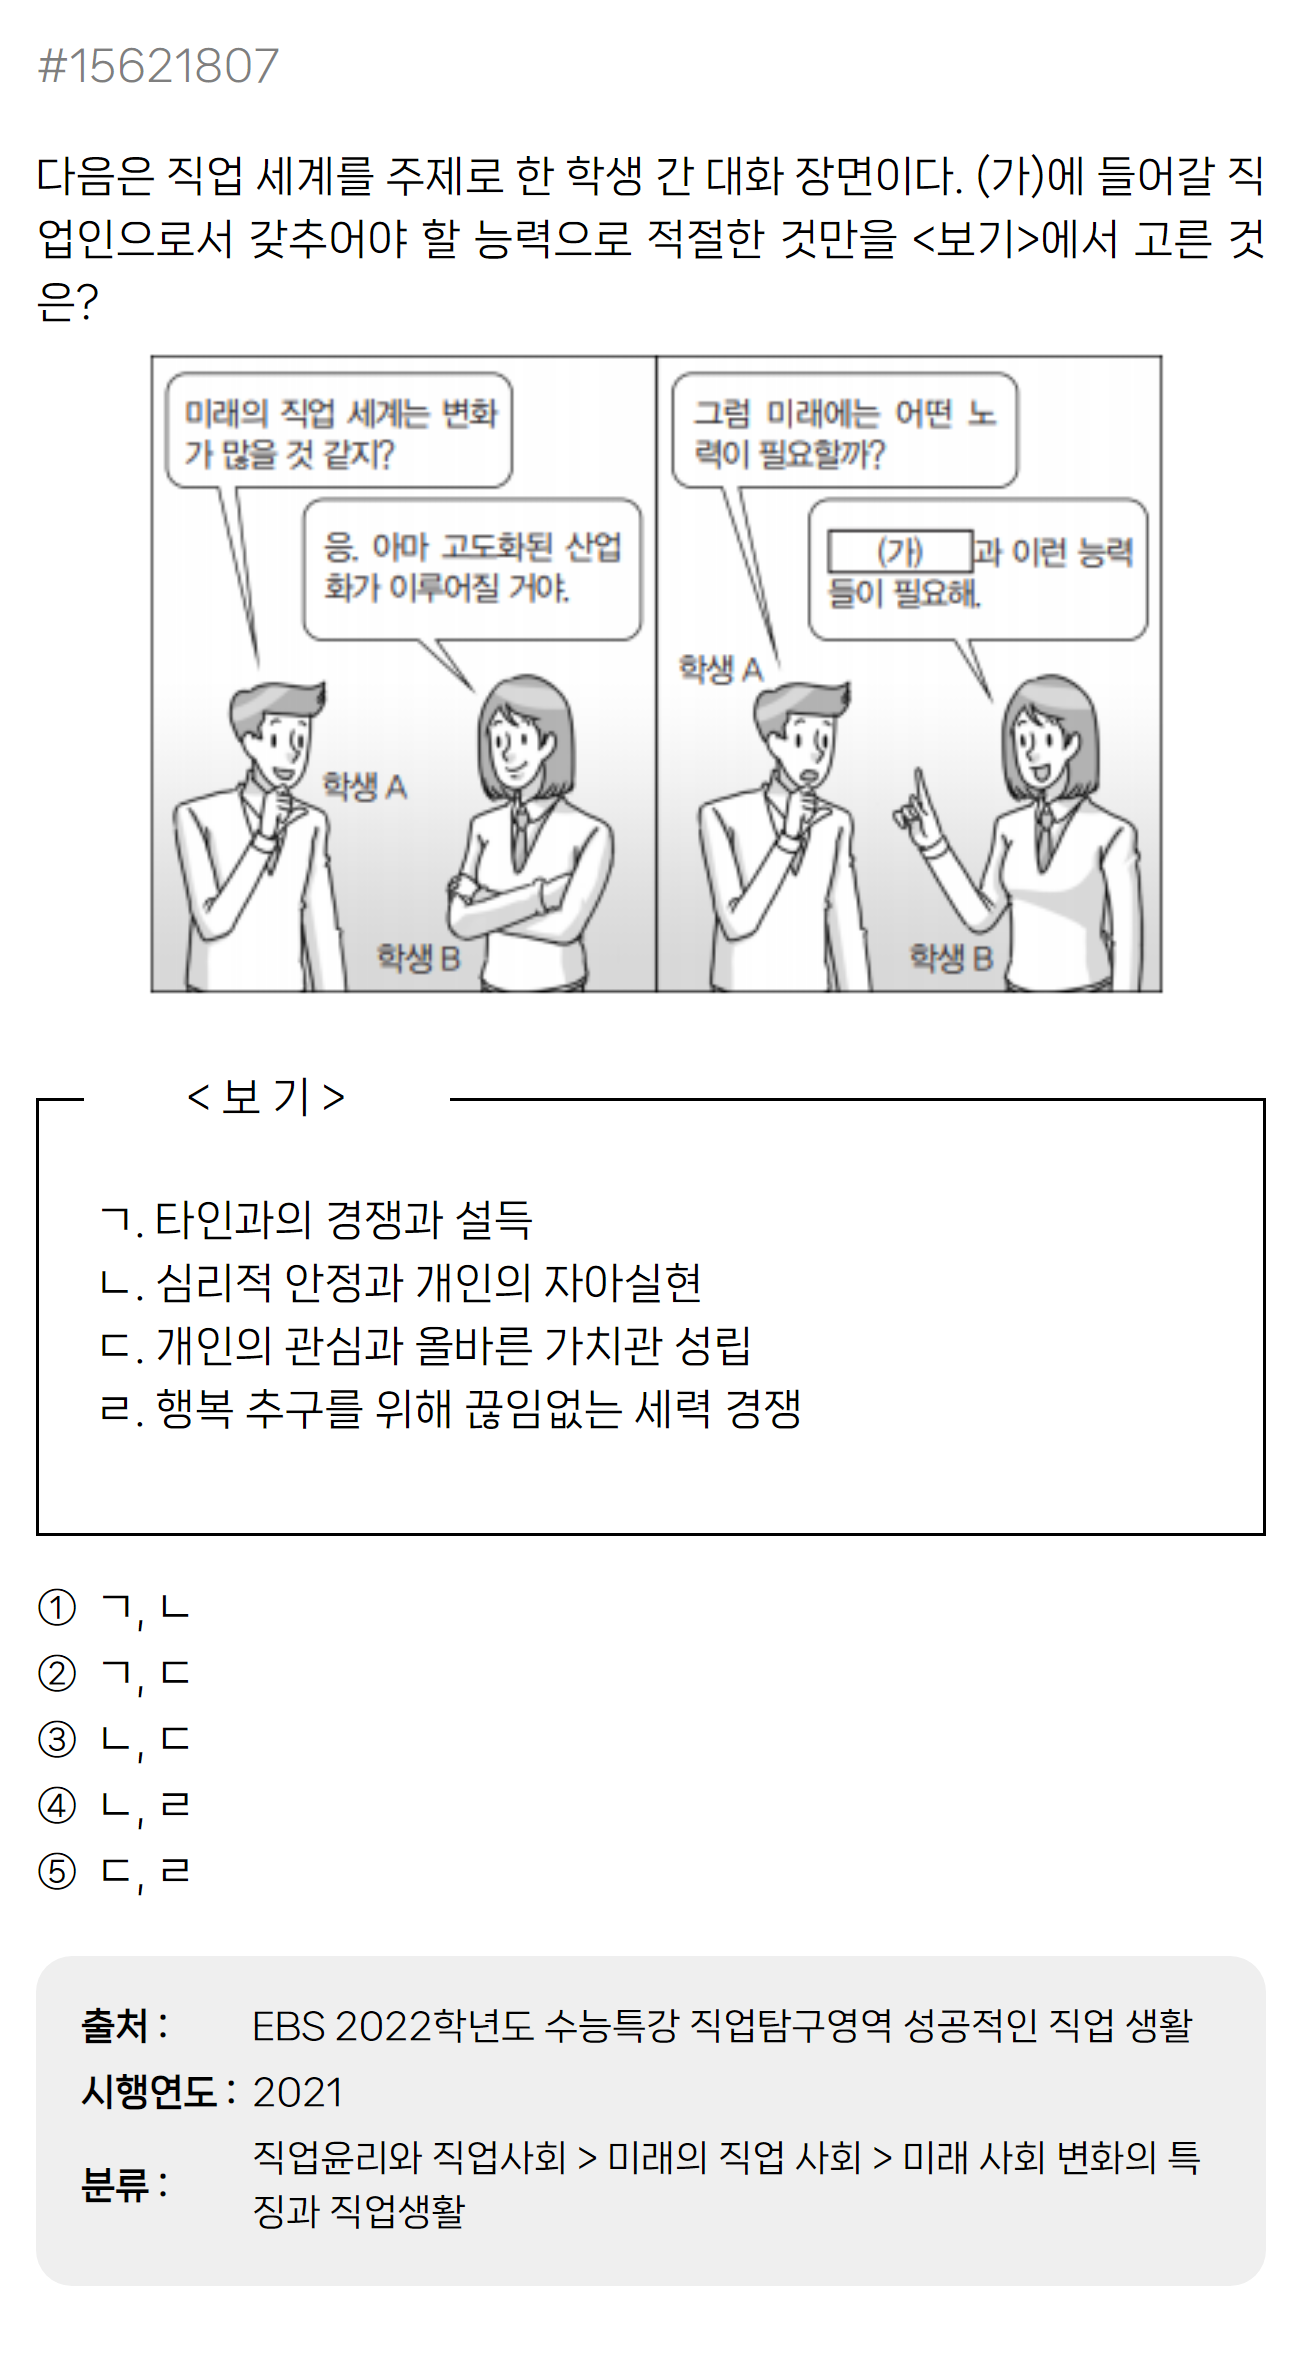 #15621807
다음은 직업 세계를 주제로 한 학생 간 대화 장면이다. (가)에 들어갈 직
업인으로서 갖추어야 할 능력으로 적절한 것만을 <보기>에서 고른 것
은?
미래의 직업 세계는 변화
가 많을 것 같지?
응. 아마 고도화된 산업
화가 이루어질 거야.
학생 A
학생 B
그럼 미래에는 어떤 노
력이 필요할까?
(가)과 이런 능력
들이 필요해.
학생 A
학생 B
< 보 기 >
ㄱ. 타인과의 경쟁과 설득
ㄴ. 심리적 안정과 개인의 자아실현
ㄷ. 개인의 관심과 올바른 가치관 성립
ㄹ. 행복 추구를 위해 끊임없는 세력 경쟁
① ㄱ, ㄴ
② ㄱ, ㄷ
③ ㄴ, ㄷ
④ ㄴ, ㄹ
⑤ ㄷ, ㄹ
출처 : EBS 2022학년도 수능특강 직업탐구영역 성공적인 직업 생활
시행연도 : 2021
분류 : 직업윤리와 직업사회 > 미래의 직업 사회 > 미래 사회 변화의 특
징과 직업생활